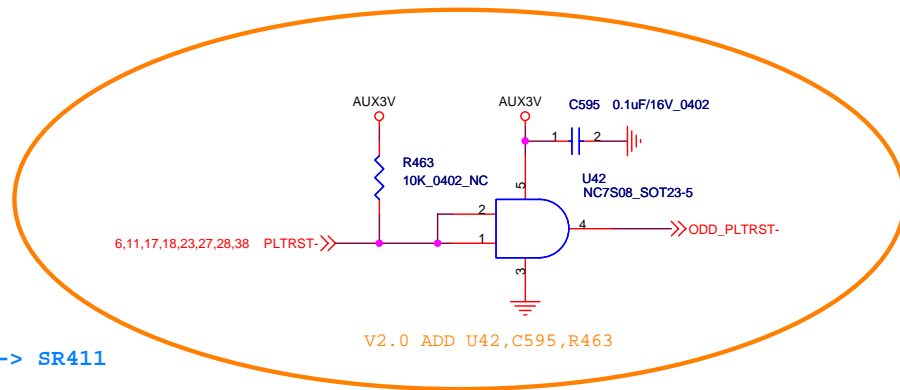 AUX3V
AUX3V
C595 0.1uF/16V_0402
1 2
R463
10K_0402_NC
U42
NC7S08_SOT23-5
5
2
1
4
6,11,17,18,23,27,28,38 PLTRST-
ODD_PLTRST-
3
V2.0 ADD U42,C595,R463
-> SR411